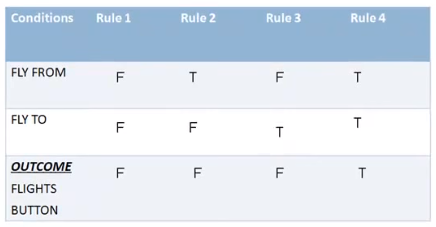 Conditions Rule 1 Rule 2 Rule 3 Rule 4
FLY FROM F T F T
FLY TO F F T T
OUTCOME F F F T
FLIGHTS
BUTTON